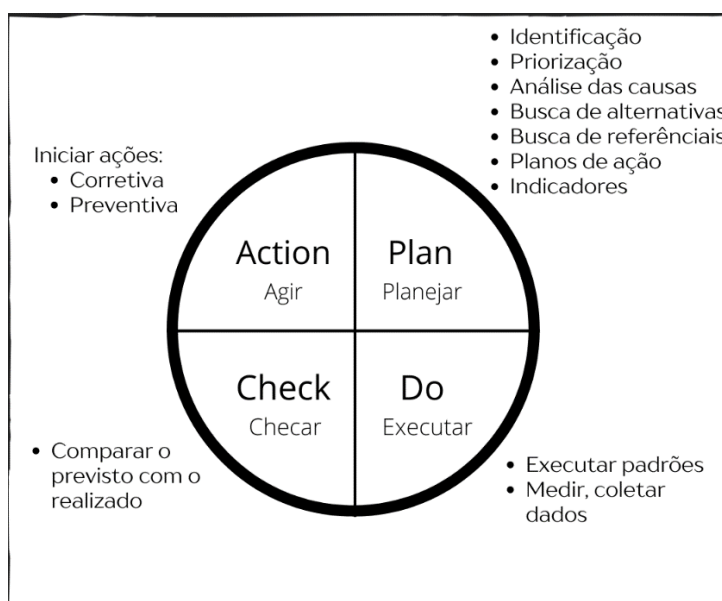 • Identificação
• Priorização
• Análise das causas
• Busca de alternativas
• Busca de referênciais
• Planos de ação
• Indicadores
Iniciar ações:
• Corretiva
• Preventiva
Action
Agir
Plan
Planejar
Check
Checar
Do
Executar
• Comparar o
previsto com o
realizado
• Executar padrões
• Medir, coletar
dados